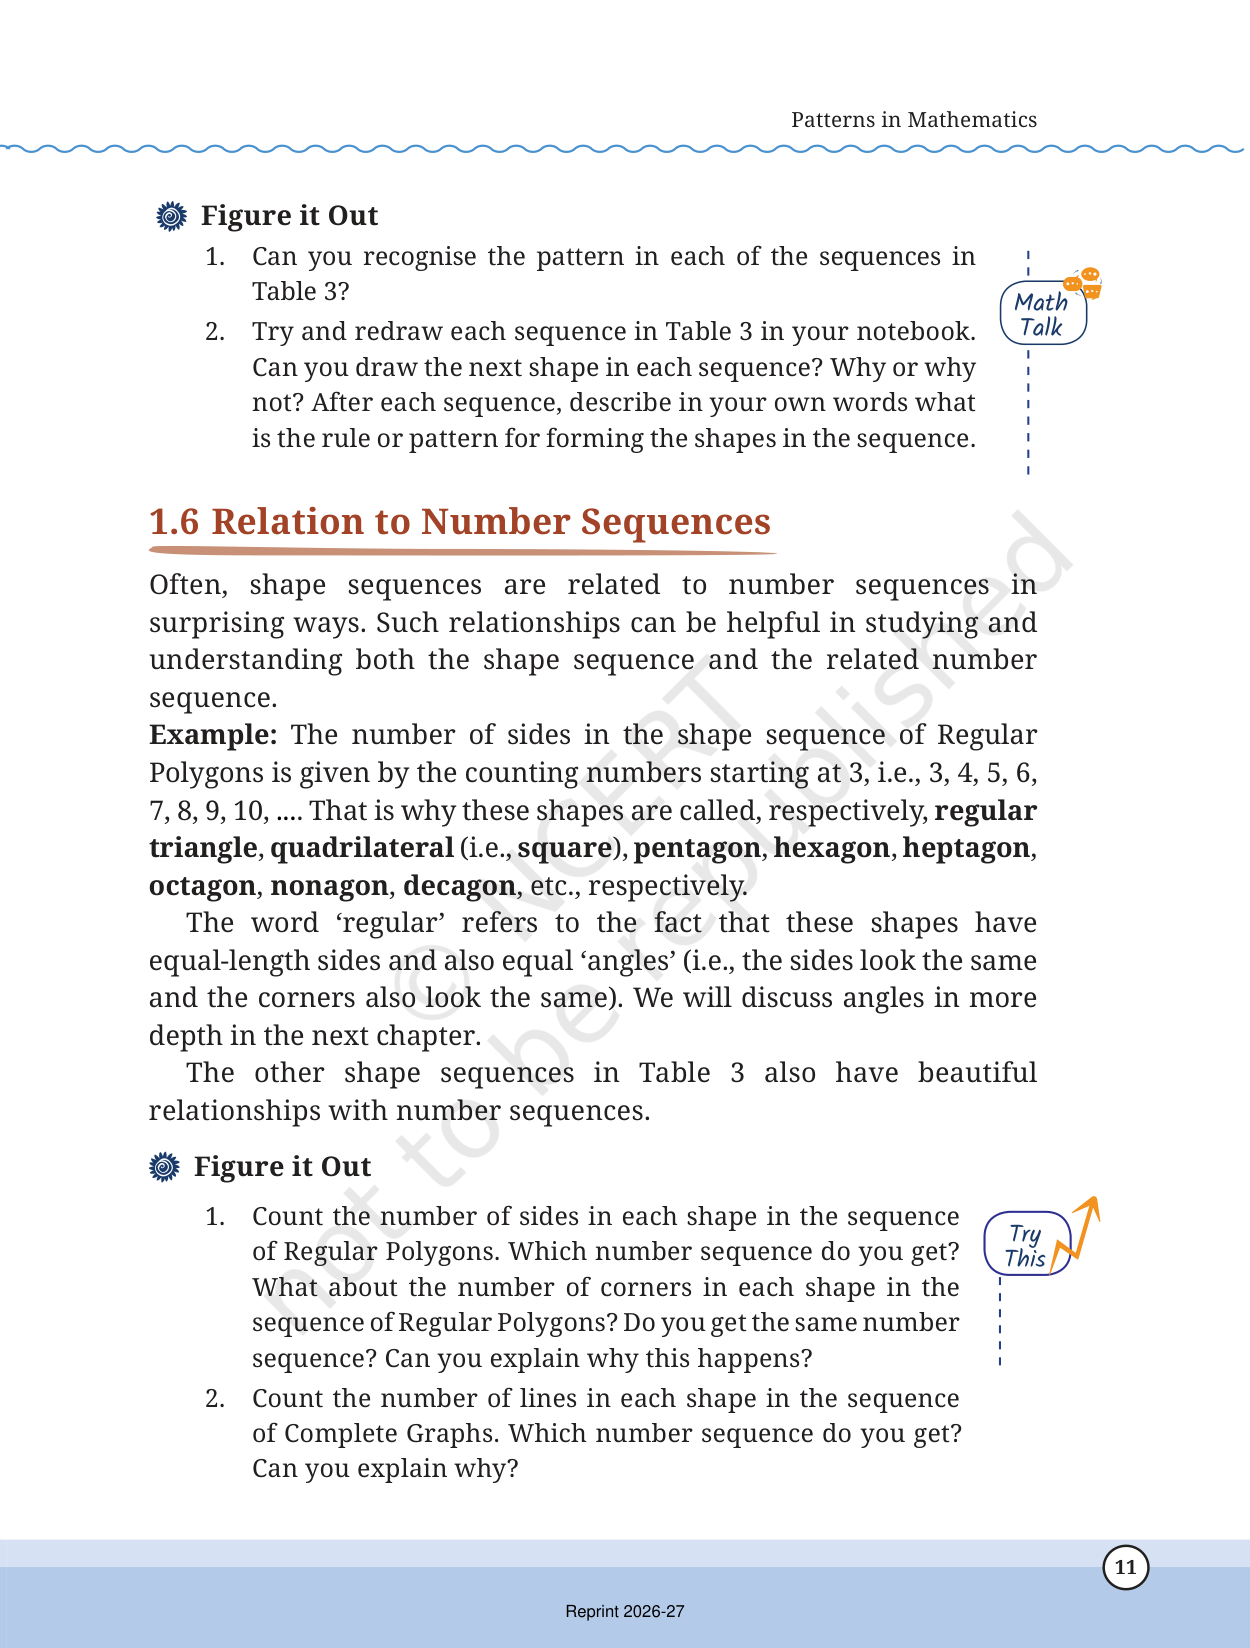 Patterns in Mathematics
Figure it Out
1. Can you recognise the pattern in each of the sequences in
Table 3?
2. Try and redraw each sequence in Table 3 in your notebook.
Can you draw the next shape in each sequence? Why or why
not? After each sequence, describe in your own words what
is the rule or pattern for forming the shapes in the sequence.
Math
Talk
1.6 Relation to Number Sequences
Often, shape sequences are related to number sequences in
surprising ways. Such relationships can be helpful in studying and
understanding both the shape sequence and the related number
sequence.
Example: The number of sides in the shape sequence of Regular
Polygons is given by the counting numbers starting at 3, i.e., 3, 4, 5, 6,
7, 8, 9, 10, .... That is why these shapes are called, respectively, regular
triangle, quadrilateral (i.e., square), pentagon, hexagon, heptagon,
octagon, nonagon, decagon, etc., respectively.
The word ‘regular’ refers to the fact that these shapes have
equal-length sides and also equal ‘angles’ (i.e., the sides look the same
and the corners also look the same). We will discuss angles in more
depth in the next chapter.
The other shape sequences in Table 3 also have beautiful
relationships with number sequences.
Figure it Out
1. Count the number of sides in each shape in the sequence
of Regular Polygons. Which number sequence do you get?
What about the number of corners in each shape in the
sequence of Regular Polygons? Do you get the same number
sequence? Can you explain why this happens?
Try
This
2. Count the number of lines in each shape in the sequence
of Complete Graphs. Which number sequence do you get?
Can you explain why?
© NCERT
not to be republished
11
Reprint 2026-27